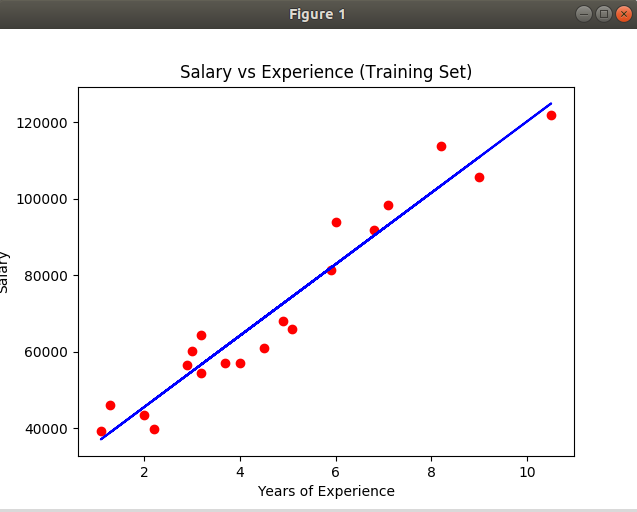 Figure 1
Salary vs Experience (Training Set)
120000
100000
80000
60000
40000
Salary
2 4 6 8 10
Years of Experience